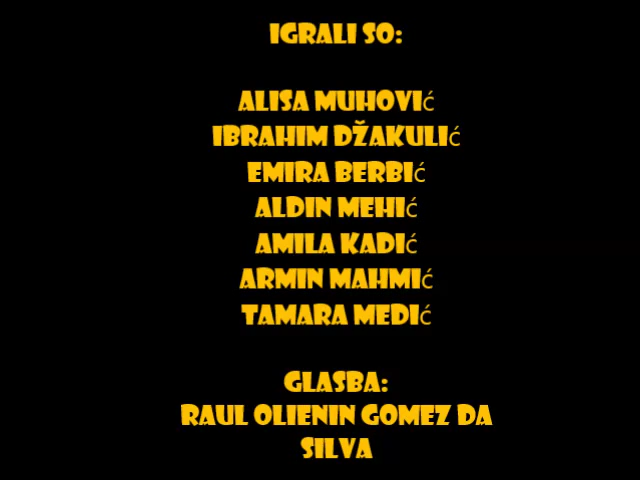 IGRALI SO:
ALISA MUHOVIć
IBRAHIM DŽAKULIć
EMIRA BERBIć
ALDIN MEHIć
AMILA KADIć
ARMIN MAHMIć
TAMARA MEDIć
GLASBA:
RAUL OLIENIN GOMEZ DA
SILVA